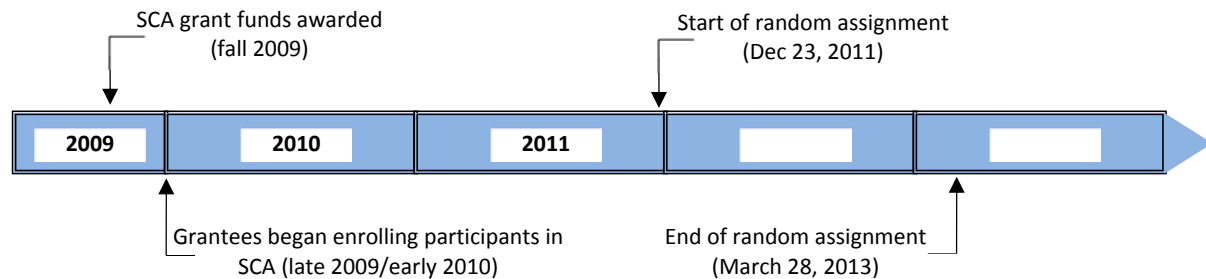 SCA grant funds awarded
(fall 2009)
Start of random assignment
(Dec 23, 2011)
2009
2010
2011
Grantees began enrolling participants in
SCA (late 2009/early 2010)
End of random assignment
(March 28, 2013)